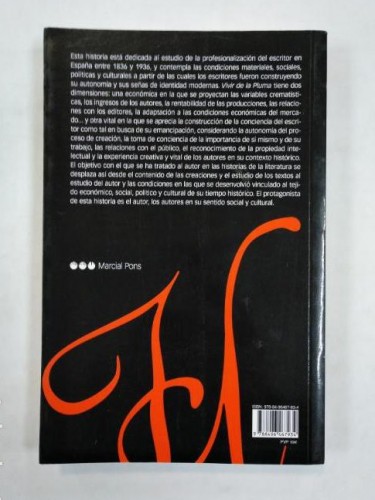 Esta historia está dedicada al estudio de la profesionalización del escritor en
España entre 1836 y 1936, y contempla las condiciones materiales, sociales,
políticas y culturales a partir de las cuales los escritores fueron construyendo
su autonomía y sus señas de identidad modernas. Vivir de la Pluma tiene dos
dimensiones: una económica en la que se proyectan las variables crematísti-
cas, los ingresos de los autores, la rentabilidad de las producciones, las relacio-
nes con los editores, la adaptación a las condiciones económicas del merca-
do... y otra vital en la que se aprecia la construcción de la conciencia del escri-
tor como tal en busca de su emancipación, considerando la autonomía del pro-
ceso de creación, la toma de conciencia de la importancia de sí mismo y de su
trabajo, las relaciones con el público, el reconocimiento de la propiedad inte-
lectual y la experiencia creativa y vital de los autores en su contexto histórico.
El objetivo con el que se ha tratado al autor en las historias de la literatura se
desplaza así desde el contenido de las creaciones y el estudio de los textos al
estudio del autor y las condiciones en las que se desenvolvió vinculado al teji-
do económico, social, político y cultural de su tiempo histórico. El protagonista
de esta historia es el autor, los autores en su sentido social y cultural.
Marcial Pons